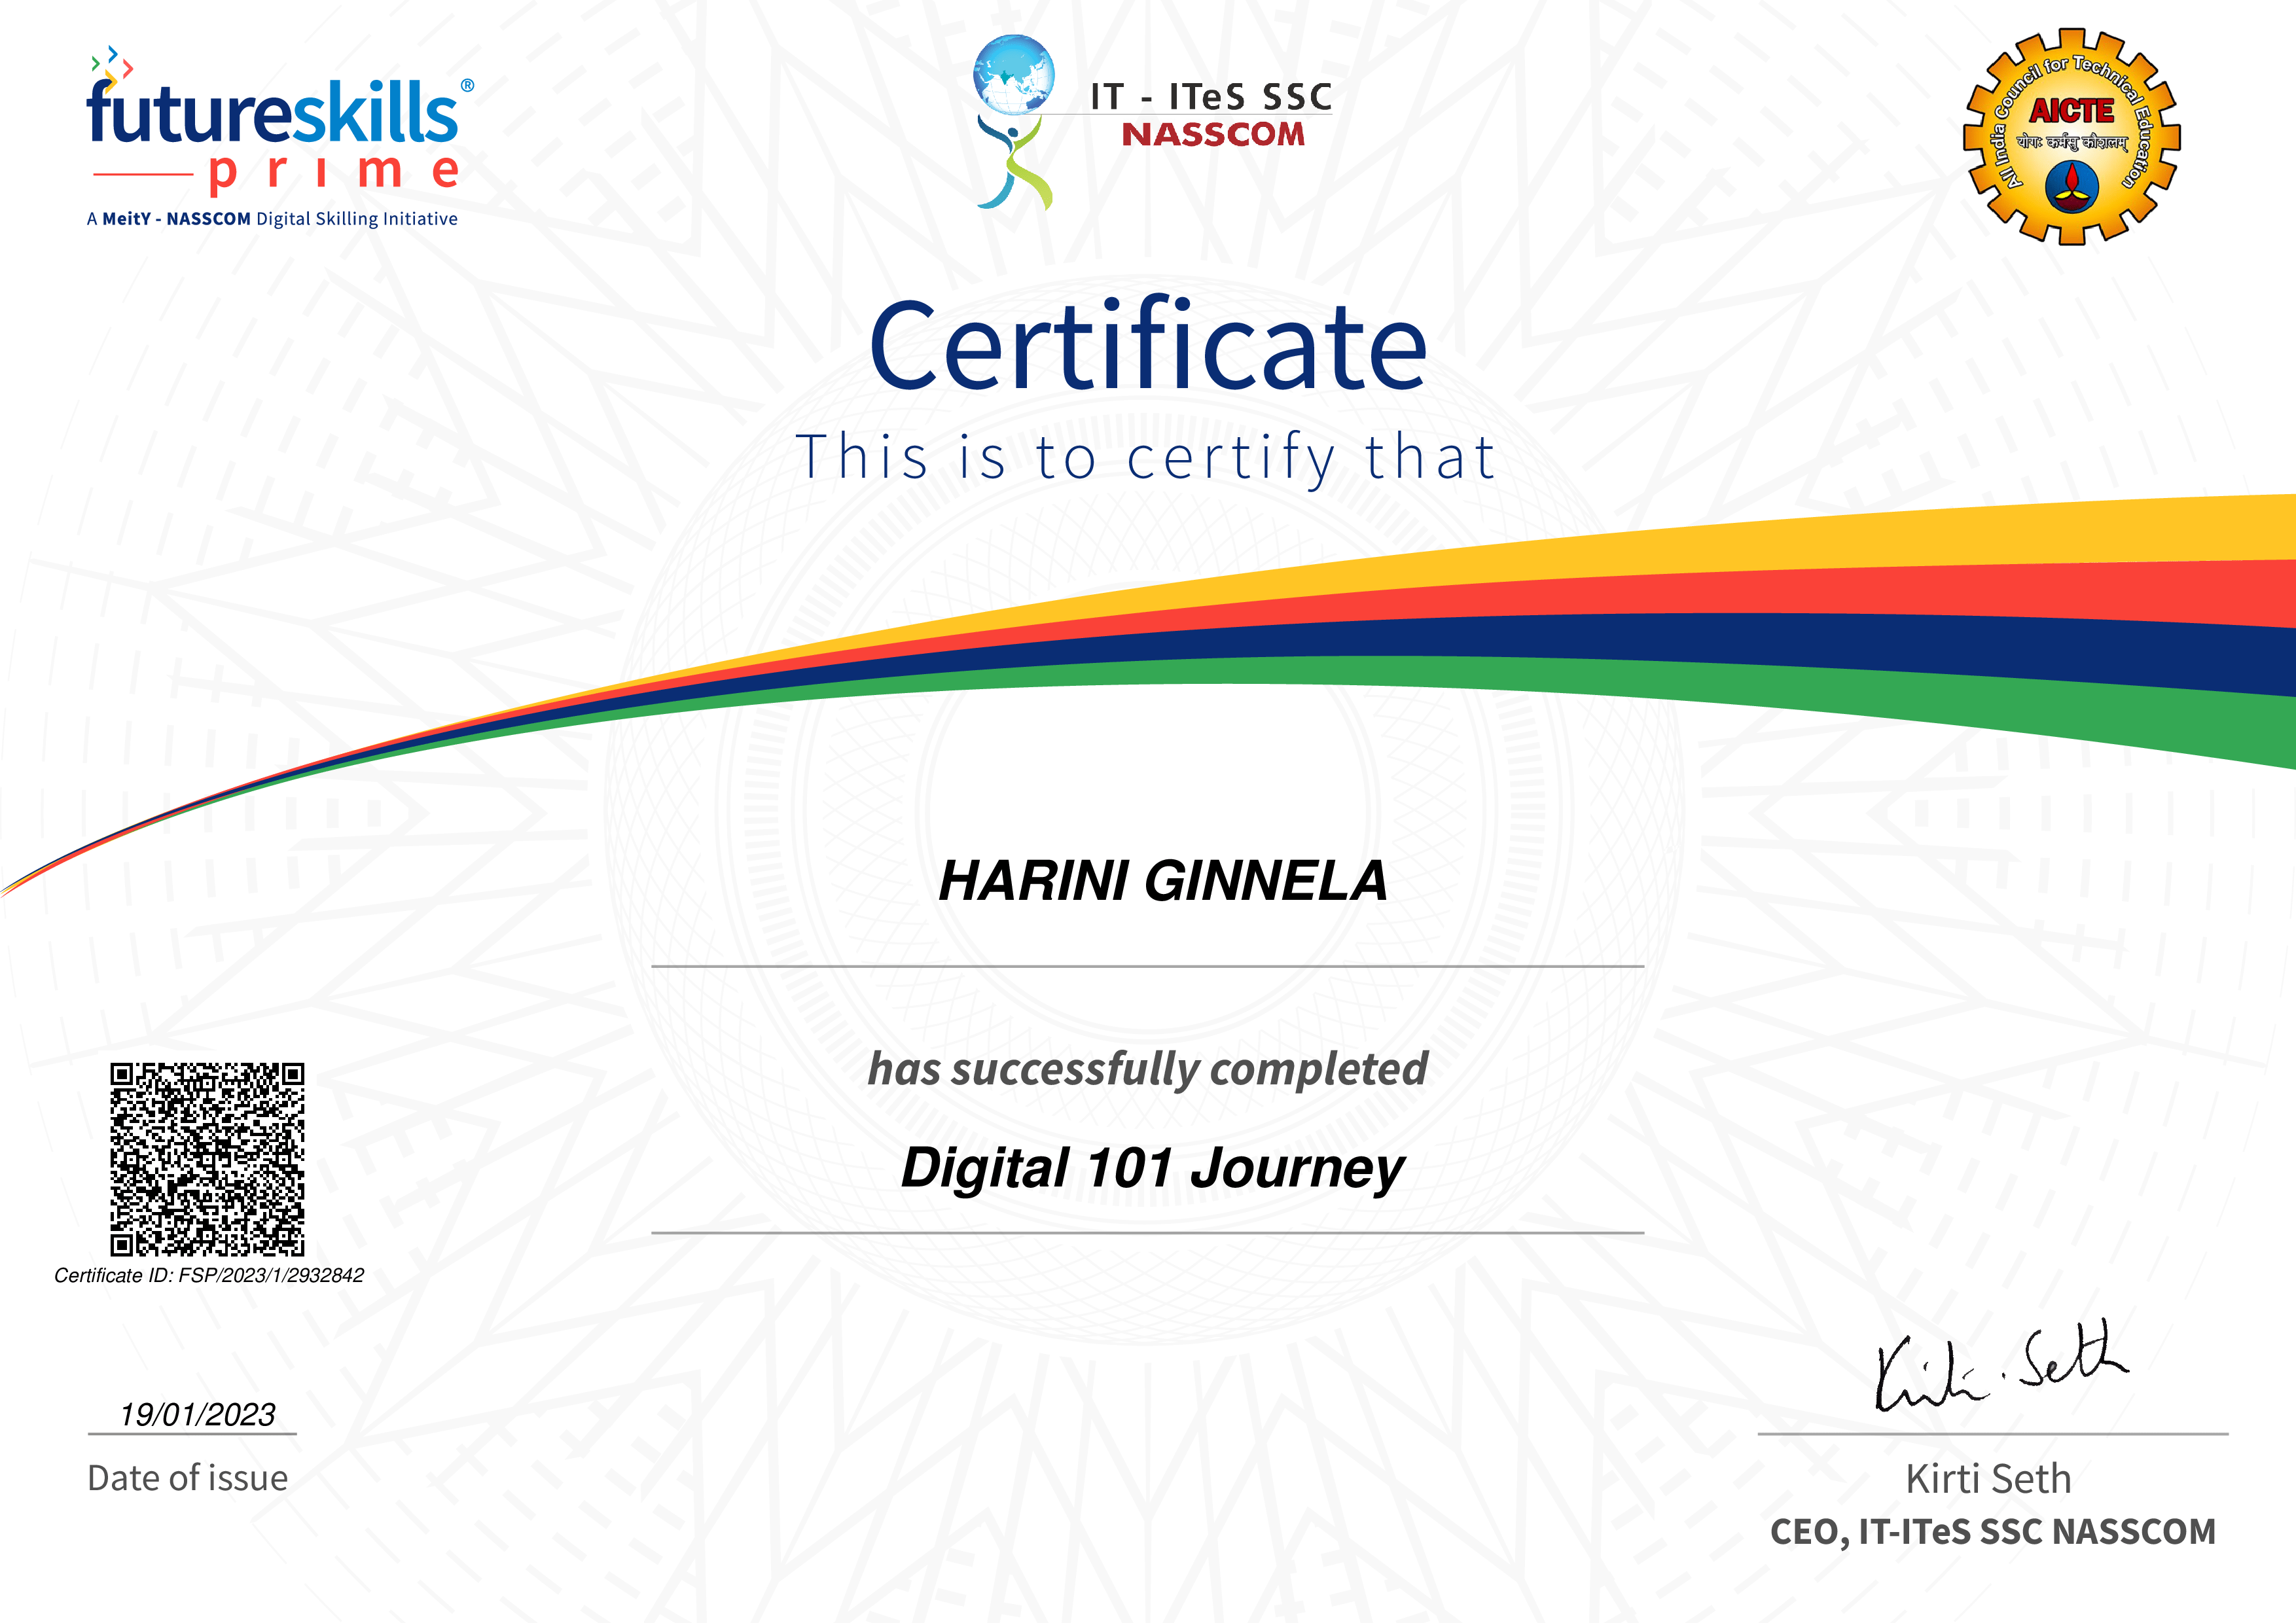 futureskills®
prime
A MeitY - NASSCOM Digital Skilling Initiative
IT - ITeS SSC
NASSCOM
All India Council for Technical Education
AICTE
योगः कर्मसु कौशलम्
Certificate
This is to certify that
HARINI GINNELA
has successfully completed
Digital 101 Journey
Certificate ID: FSP/2023/1/2932842
19/01/2023
Date of issue
Kirti Seth
Kirti Seth
CEO, IT-ITeS SSC NASSCOM